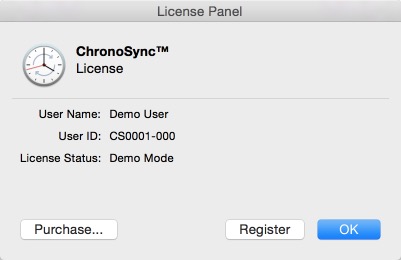 License Panel
ChronoSync™
License
User Name: Demo User
User ID: CS0001-000
License Status: Demo Mode
Purchase... Register OK